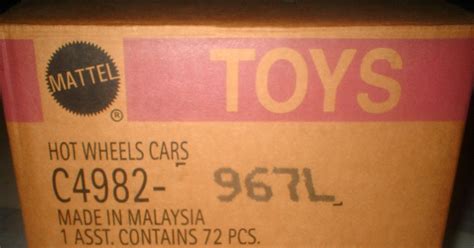 MATTEL
®
TOYS
HOT WHEELS CARS
C4982- 967L
MADE IN MALAYSIA
1 ASST. CONTAINS 72 PCS.